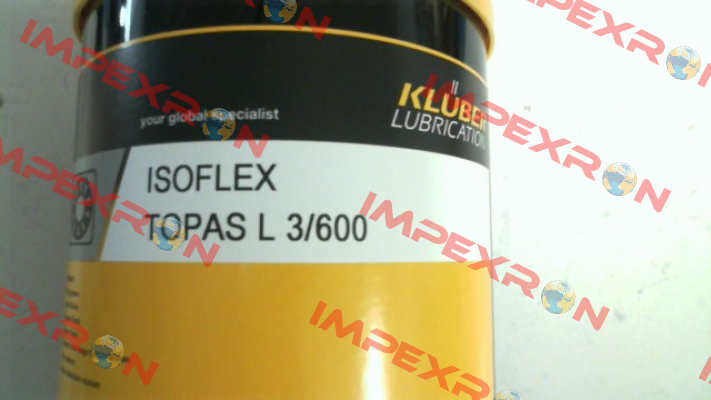 your global specialist
KLÜBER
LUBRICATION
ISOFLEX
TOPAS L 3/600
IMPEXRON
IMPEXRON
IMPEXRON
IMPEXRON
IMPEXRON
IMPEXRON
IMPEXRON